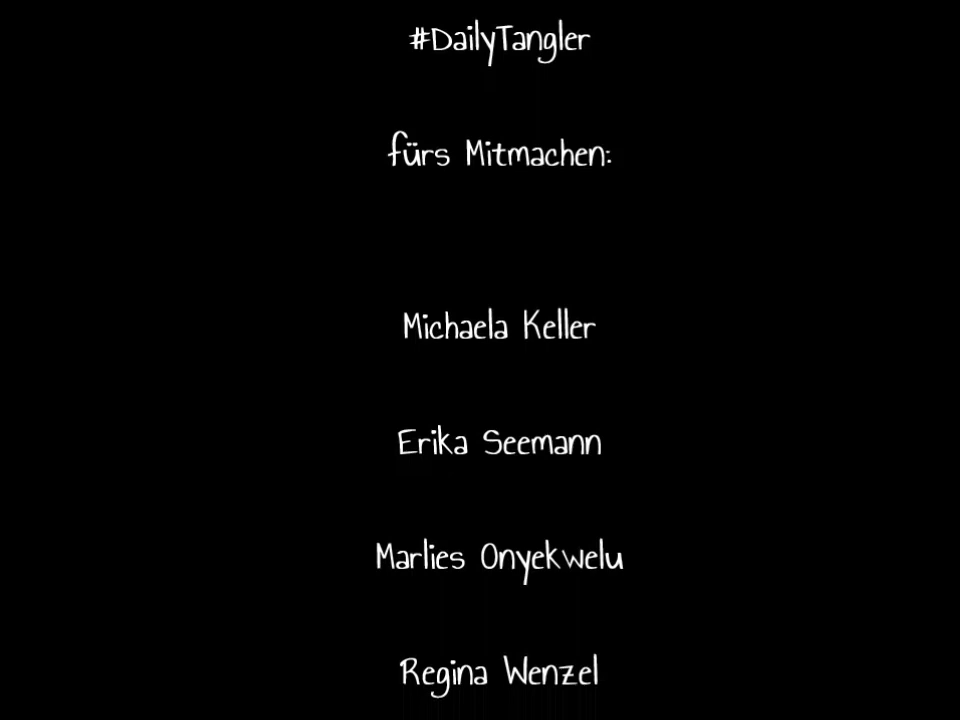 #DailyTangler
fürs Mitmachen:
Michaela Keller
Erika Seemann
Marlies Onyekwelu
Regina Wenzel